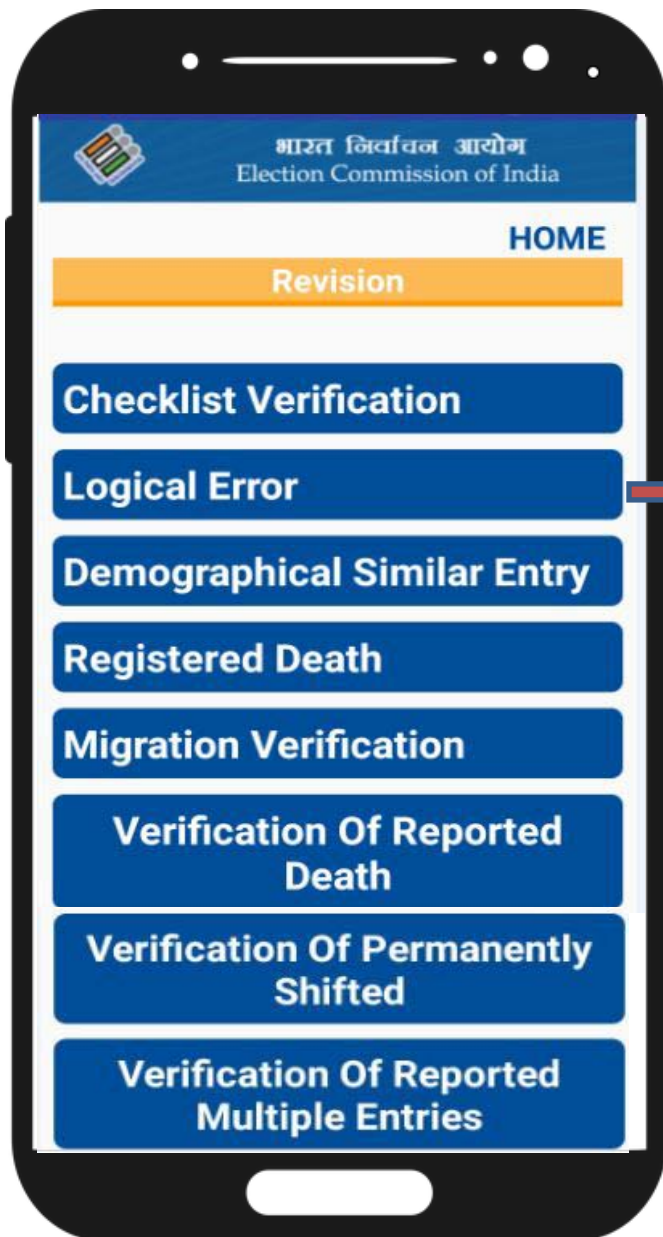 भारत निर्वाचन आयोग
Election Commission of India
HOME
Revision
Checklist Verification
Logical Error
Demographical Similar Entry
Registered Death
Migration Verification
Verification Of Reported
Death
Verification Of Permanently
Shifted
Verification Of Reported
Multiple Entries